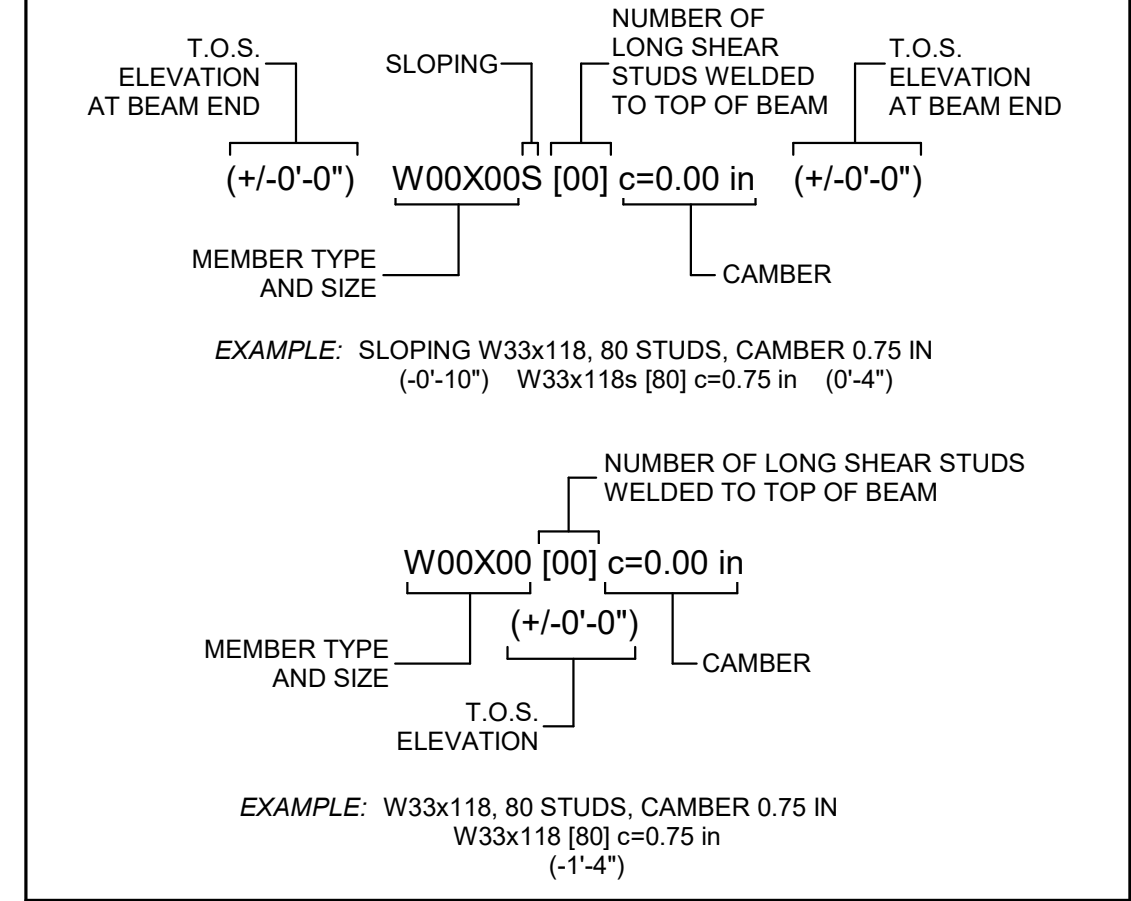 T.O.S.
ELEVATION
AT BEAM END
SLOPING
NUMBER OF
LONG SHEAR
STUDS WELDED
TO TOP OF BEAM
T.O.S.
ELEVATION
AT BEAM END
(+/-0'-0") W00X00S [00] c=0.00 in (+/-0'-0")
MEMBER TYPE
AND SIZE
CAMBER
EXAMPLE: SLOPING W33x118, 80 STUDS, CAMBER 0.75 IN
(-0'-10") W33x118s [80] c=0.75 in (0'-4")
NUMBER OF LONG SHEAR STUDS
WELDED TO TOP OF BEAM
W00X00 [00] c=0.00 in
(+/-0'-0")
MEMBER TYPE
AND SIZE
CAMBER
T.O.S.
ELEVATION
EXAMPLE: W33x118, 80 STUDS, CAMBER 0.75 IN
W33x118 [80] c=0.75 in
(-1'-4")